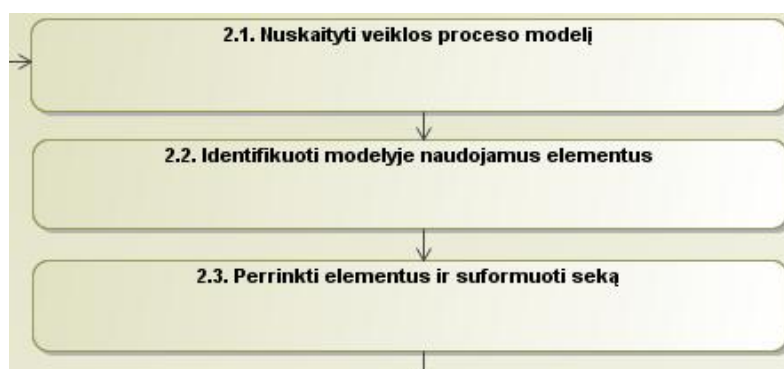 2.1. Nuskaityti veiklos proceso modelį
2.2. Identifikuoti modelyje naudojamus elementus
2.3. Perrinkti elementus ir suformuoti seką